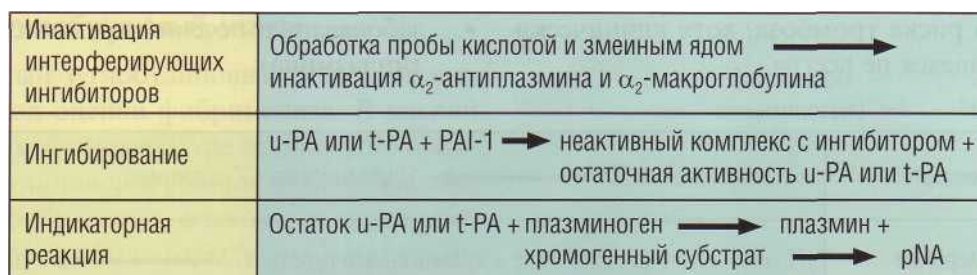 Инактивация
интерферирующих
ингибиторов
Обработка пробы кислотой и змеиным ядом →
инактивация α₂-антиплазмина и α₂-макроглобулина
Ингибирование
u-PA или t-PA + PAI-1 → неактивный комплекс с ингибитором +
остаточная активность u-PA или t-PA
Индикаторная
реакция
Остаток u-PA или t-PA + плазминоген → плазмин +
хромогенный субстрат → pNA